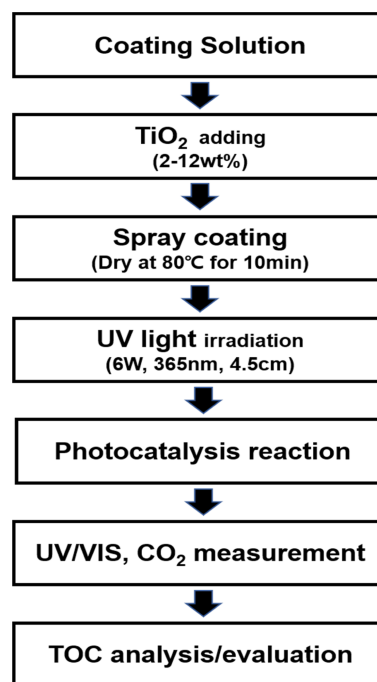 Coating Solution
TiO₂ adding
(2-12wt%)
Spray coating
(Dry at 80℃ for 10min)
UV light irradiation
(6W, 365nm, 4.5cm)
Photocatalysis reaction
UV/VIS, CO₂ measurement
TOC analysis/evaluation